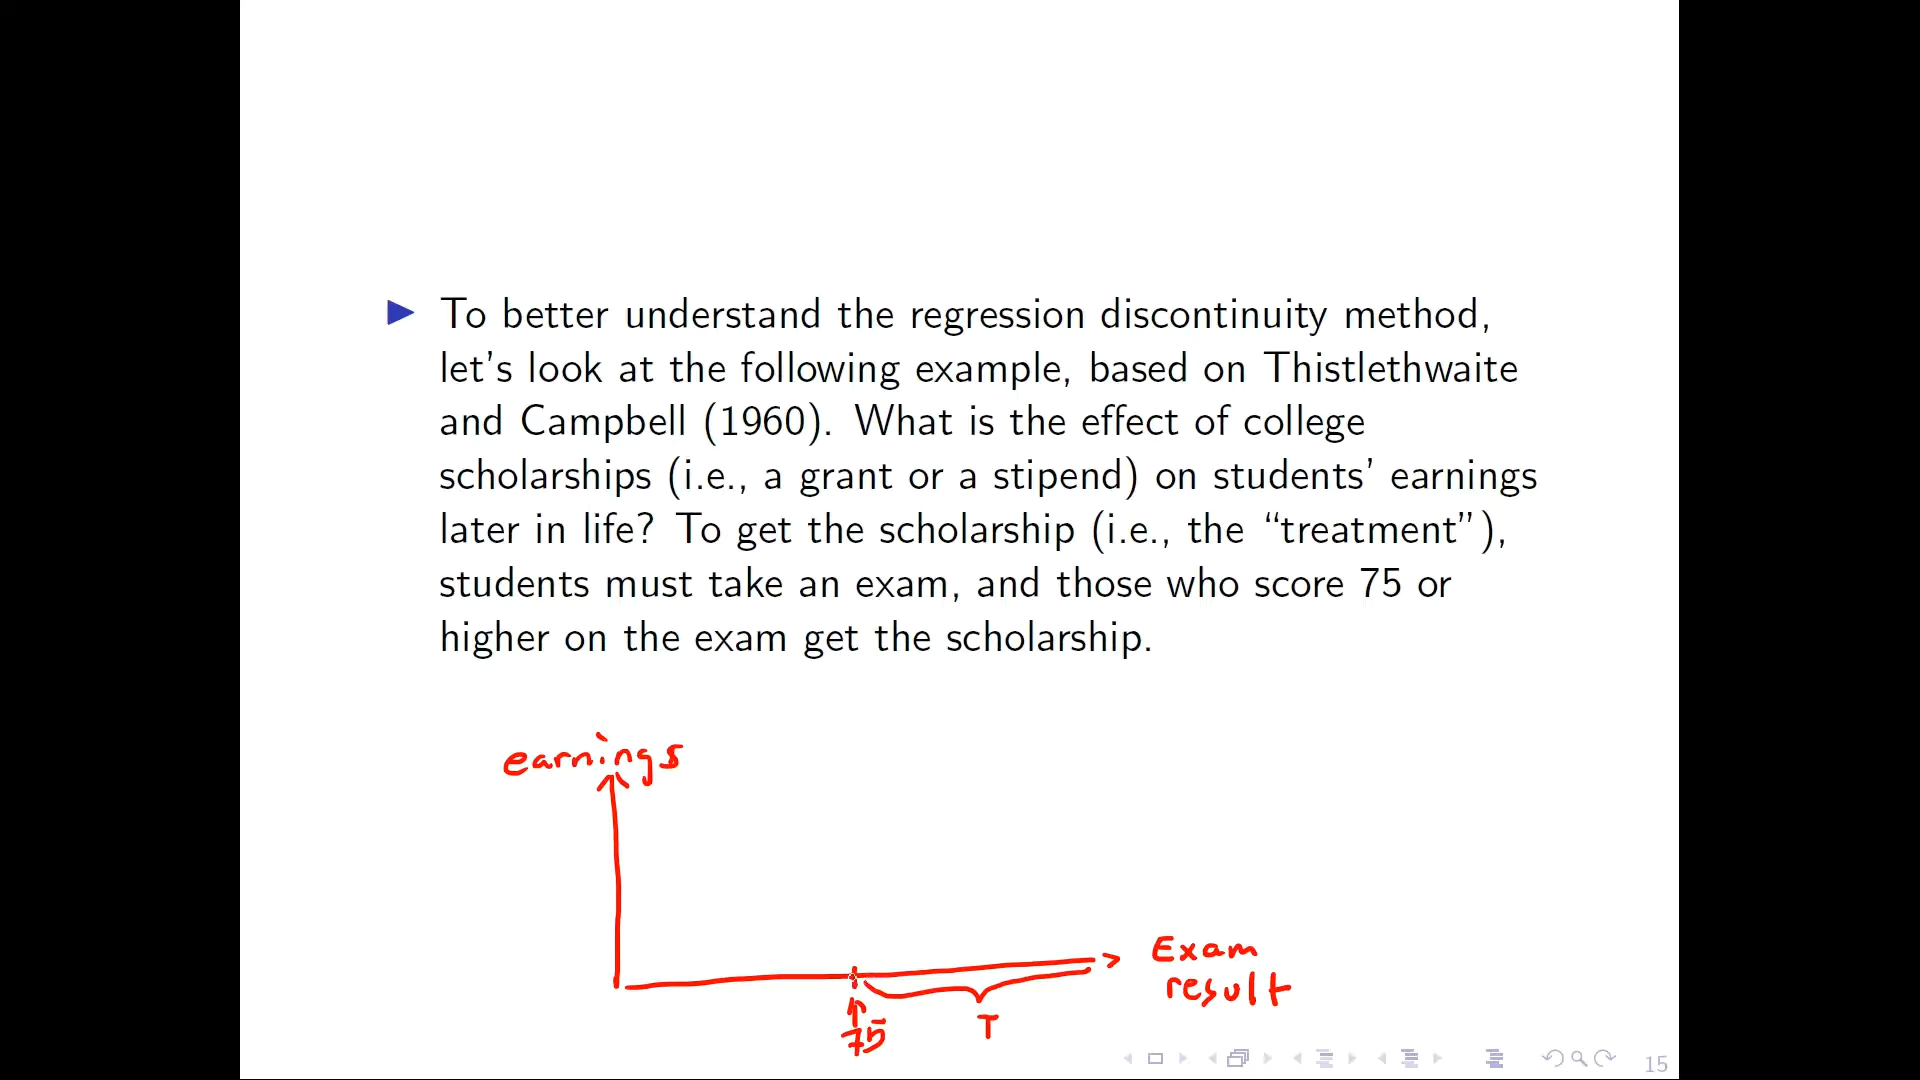 To better understand the regression discontinuity method,
let's look at the following example, based on Thistlethwaite
and Campbell (1960). What is the effect of college
scholarships (i.e., a grant or a stipend) on students' earnings
later in life? To get the scholarship (i.e., the “treatment”),
students must take an exam, and those who score 75 or
higher on the exam get the scholarship.
earnings
Exam
result
75
T
15